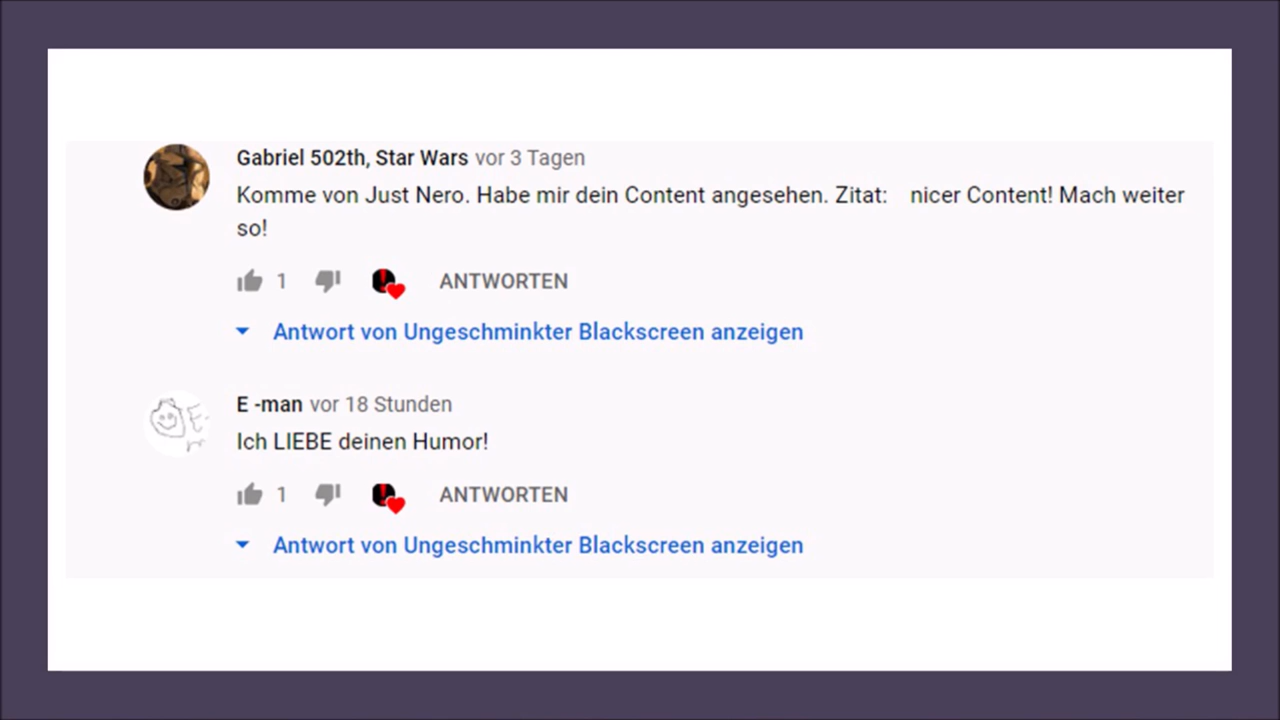 Gabriel 502th, Star Wars vor 3 Tagen
Komme von Just Nero. Habe mir dein Content angesehen. Zitat: nicer Content! Mach weiter
so!
1 ANTWORTEN
Antwort von Ungeschminkter Blackscreen anzeigen
E -man vor 18 Stunden
Ich LIEBE deinen Humor!
1 ANTWORTEN
Antwort von Ungeschminkter Blackscreen anzeigen